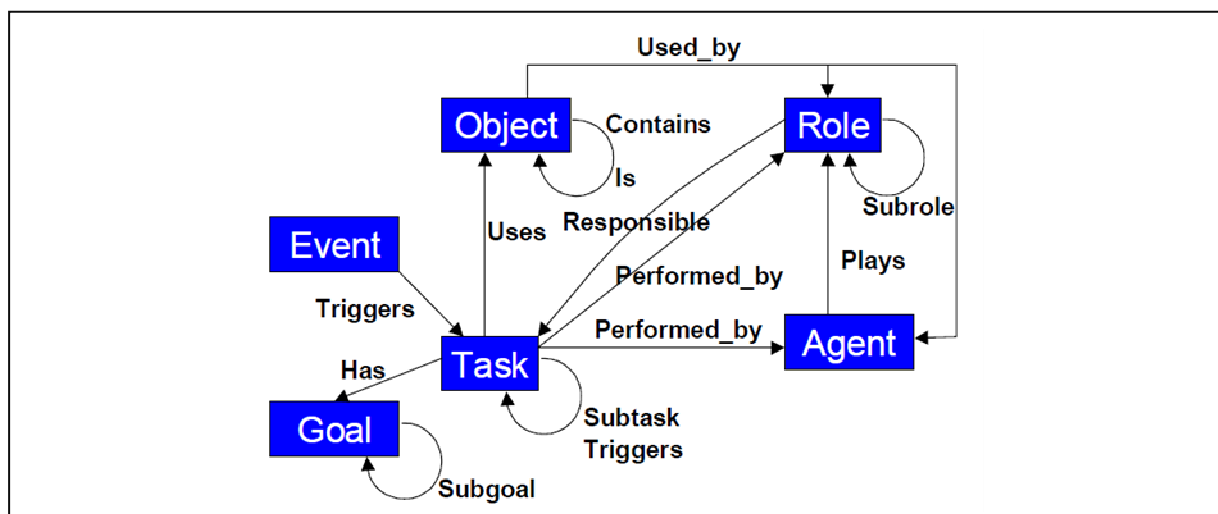 Used_by
Object
Contains
Role
Is
Subrole
Event
Uses
Responsible
Plays
Performed_by
Triggers
Performed_by
Agent
Has
Task
Goal
Subtask
Triggers
Subgoal